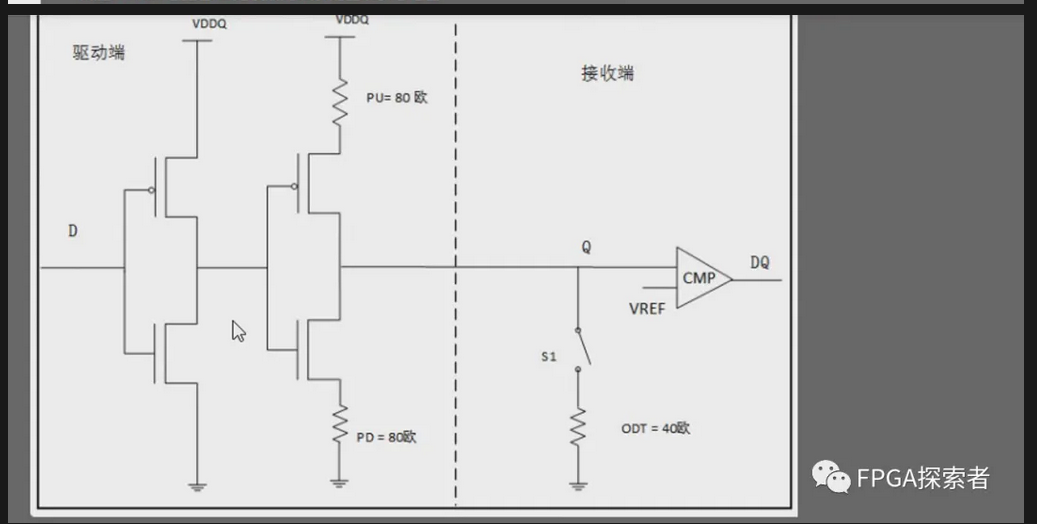 VDDQ
VDDQ
驱动端
接收端
PU= 80 欧
D
Q
DQ
CMP
VREF
S1
ODT = 40欧
PD = 80欧
FPGA探索者